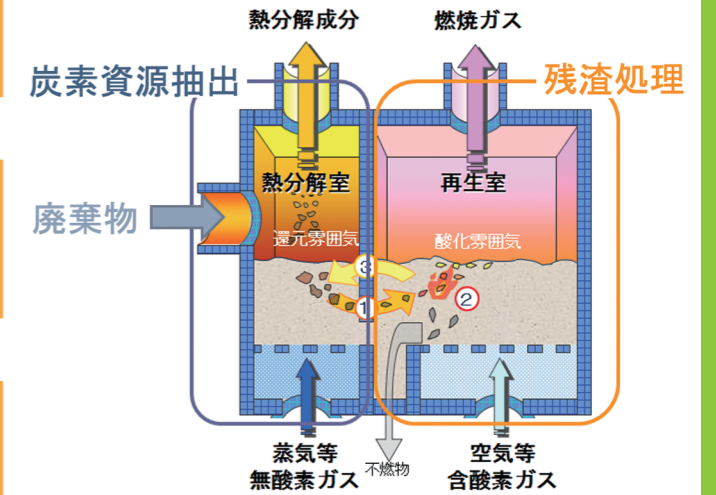 熱分解成分
燃焼ガス
炭素資源抽出
残渣処理
熱分解室
再生室
廃棄物
還元雰囲気
酸化雰囲気
③
①
②
蒸気等
無酸素ガス
不燃物
空気等
含酸素ガス